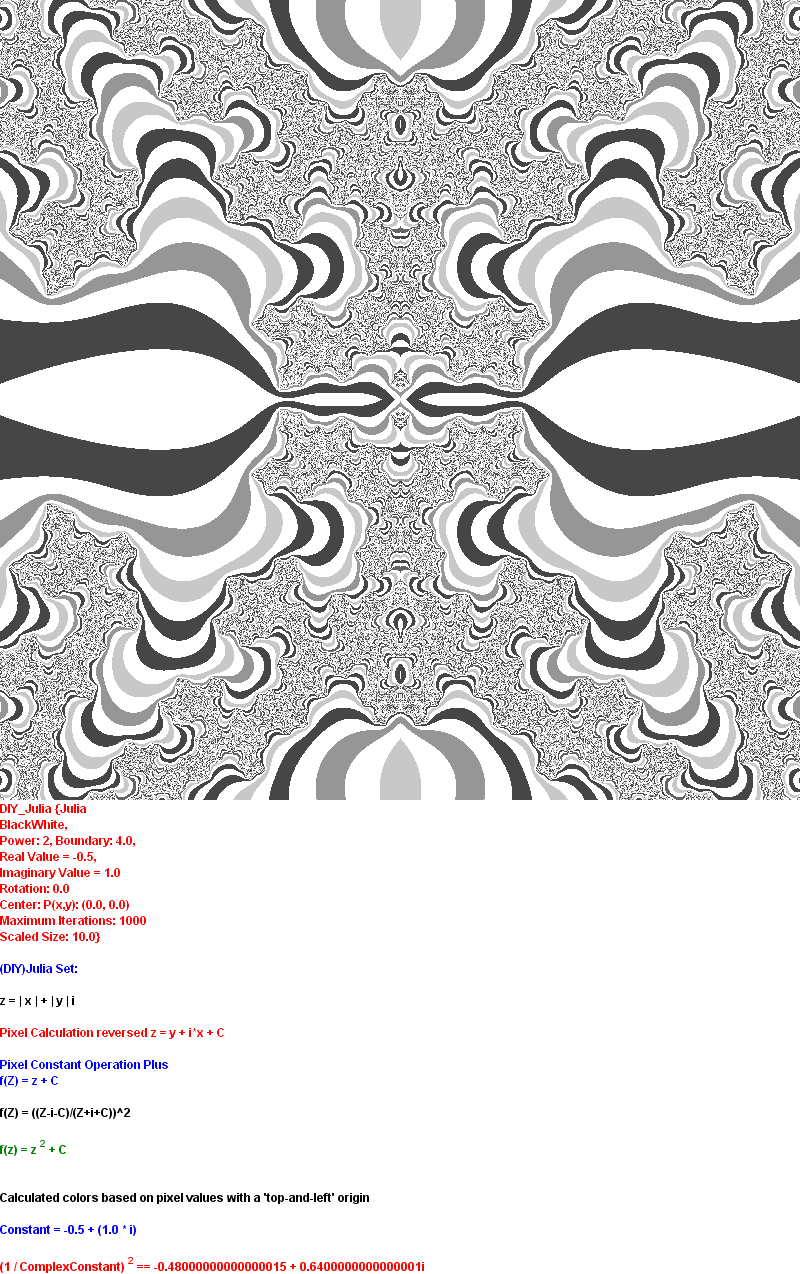 DIY_Julia {Julia
BlackWhite,
Power: 2, Boundary: 4.0,
Real Value = -0.5,
Imaginary Value = 1.0
Rotation: 0.0
Center: P(x,y): (0.0, 0.0)
Maximum Iterations: 1000
Scaled Size: 10.0}
(DIY)Julia Set:
z = | x | + | y | i
Pixel Calculation reversed z = y + i*x + C
Pixel Constant Operation Plus
f(Z) = z + C
f(Z) = ((Z-i-C)/(Z+i+C))^2
f(z) = z 2 + C
Calculated colors based on pixel values with a 'top-and-left' origin
Constant = -0.5 + (1.0 * i)
(1 / ComplexConstant) 2 == -0.48000000000000015 + 0.6400000000000001i